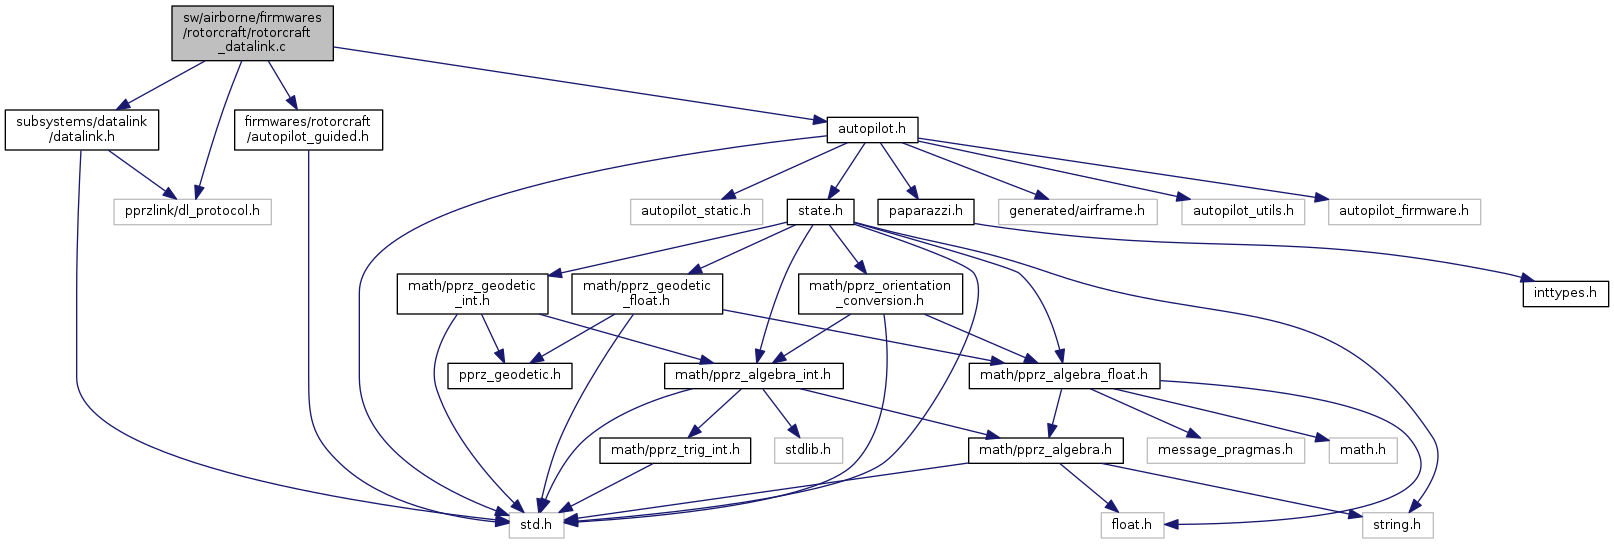 sw/airborne/firmwares
/rotorcraft/rotorcraft
_datalink.c
subsystems/datalink
/datalink.h
firmwares/rotorcraft
/autopilot_guided.h
autopilot.h
pprzlink/dl_protocol.h
autopilot_static.h
state.h
paparazzi.h
generated/airframe.h
autopilot_utils.h
autopilot_firmware.h
math/pprz_geodetic
_int.h
math/pprz_geodetic
_float.h
math/pprz_orientation
_conversion.h
inttypes.h
pprz_geodetic.h
math/pprz_algebra_int.h
math/pprz_algebra_float.h
math/pprz_trig_int.h
stdlib.h
math/pprz_algebra.h
message_pragmas.h
math.h
std.h
float.h
string.h